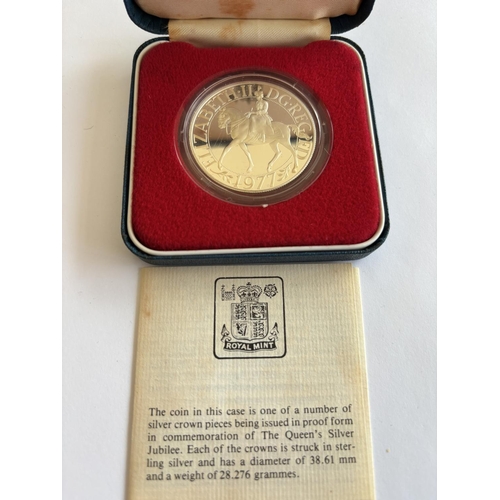 ELIZABETH II D·G·REG·F·D
1977
ROYAL MINT
The coin in this case is one of a number of
silver crown pieces being issued in proof form
in commemoration of The Queen's Silver
Jubilee. Each of the crowns is struck in ster-
ling silver and has a diameter of 38.61 mm
and a weight of 28.276 grammes.